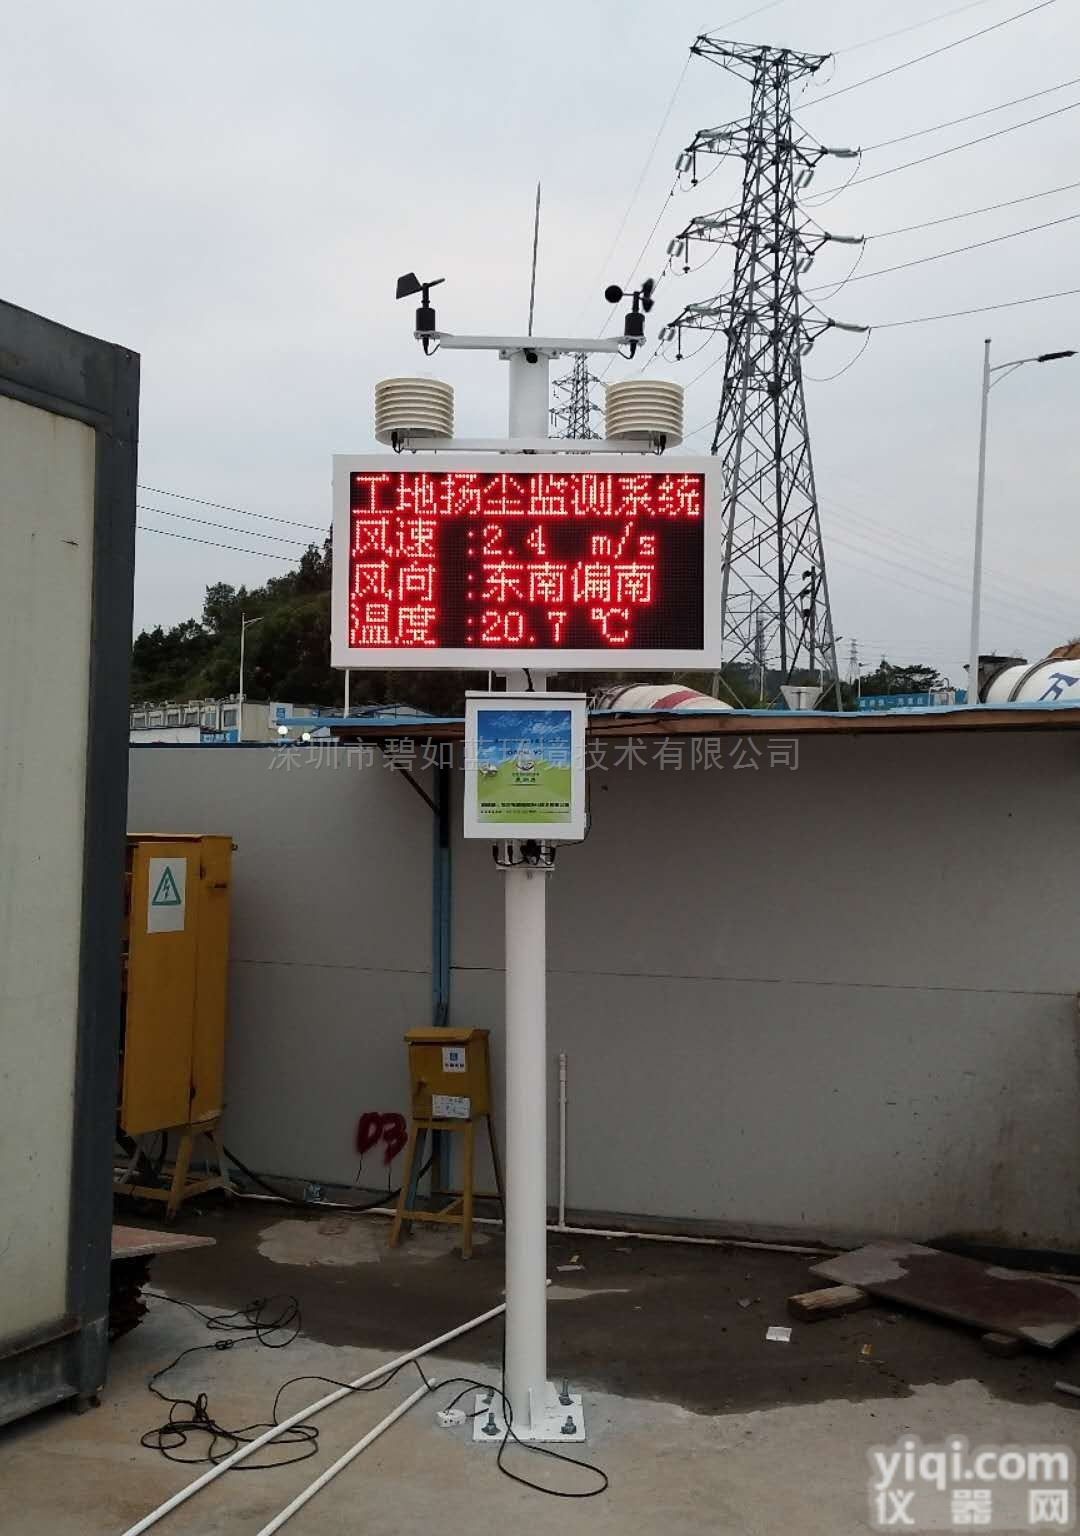 工地扬尘监测系统
风速 :2.4 m/s
风向 :东南偏南
温度 :20.7 ℃
深圳市碧如蓝环境技术有限公司
D3
yiqi.com
仪器网